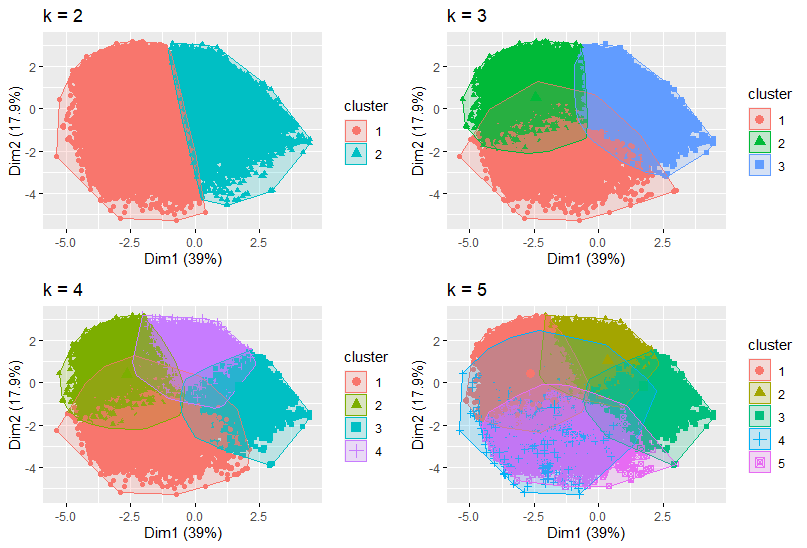 k = 2
2
0
-2
-4
Dim2 (17.9%)
-5.0 -2.5 0.0 2.5
Dim1 (39%)
cluster
1
2
k = 3
2
0
-2
-4
Dim2 (17.9%)
-5.0 -2.5 0.0 2.5
Dim1 (39%)
cluster
1
2
3
k = 4
2
0
-2
-4
Dim2 (17.9%)
-5.0 -2.5 0.0 2.5
Dim1 (39%)
cluster
1
2
3
4
k = 5
2
0
-2
-4
Dim2 (17.9%)
-5.0 -2.5 0.0 2.5
Dim1 (39%)
cluster
1
2
3
4
5